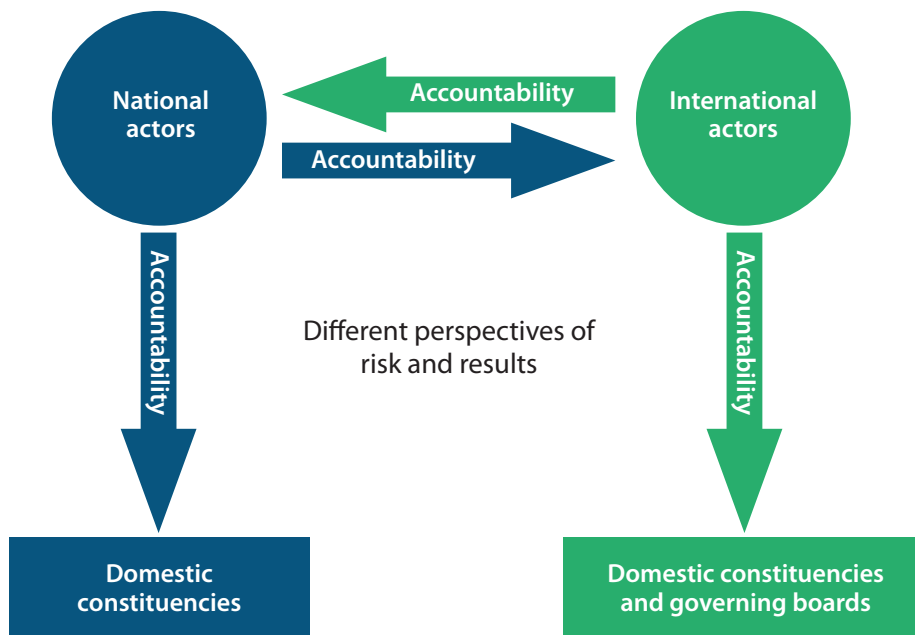 National
actors
Accountability
International
actors
Accountability
Accountability
Accountability
Different perspectives of
risk and results
Domestic
constituencies
Domestic constituencies
and governing boards